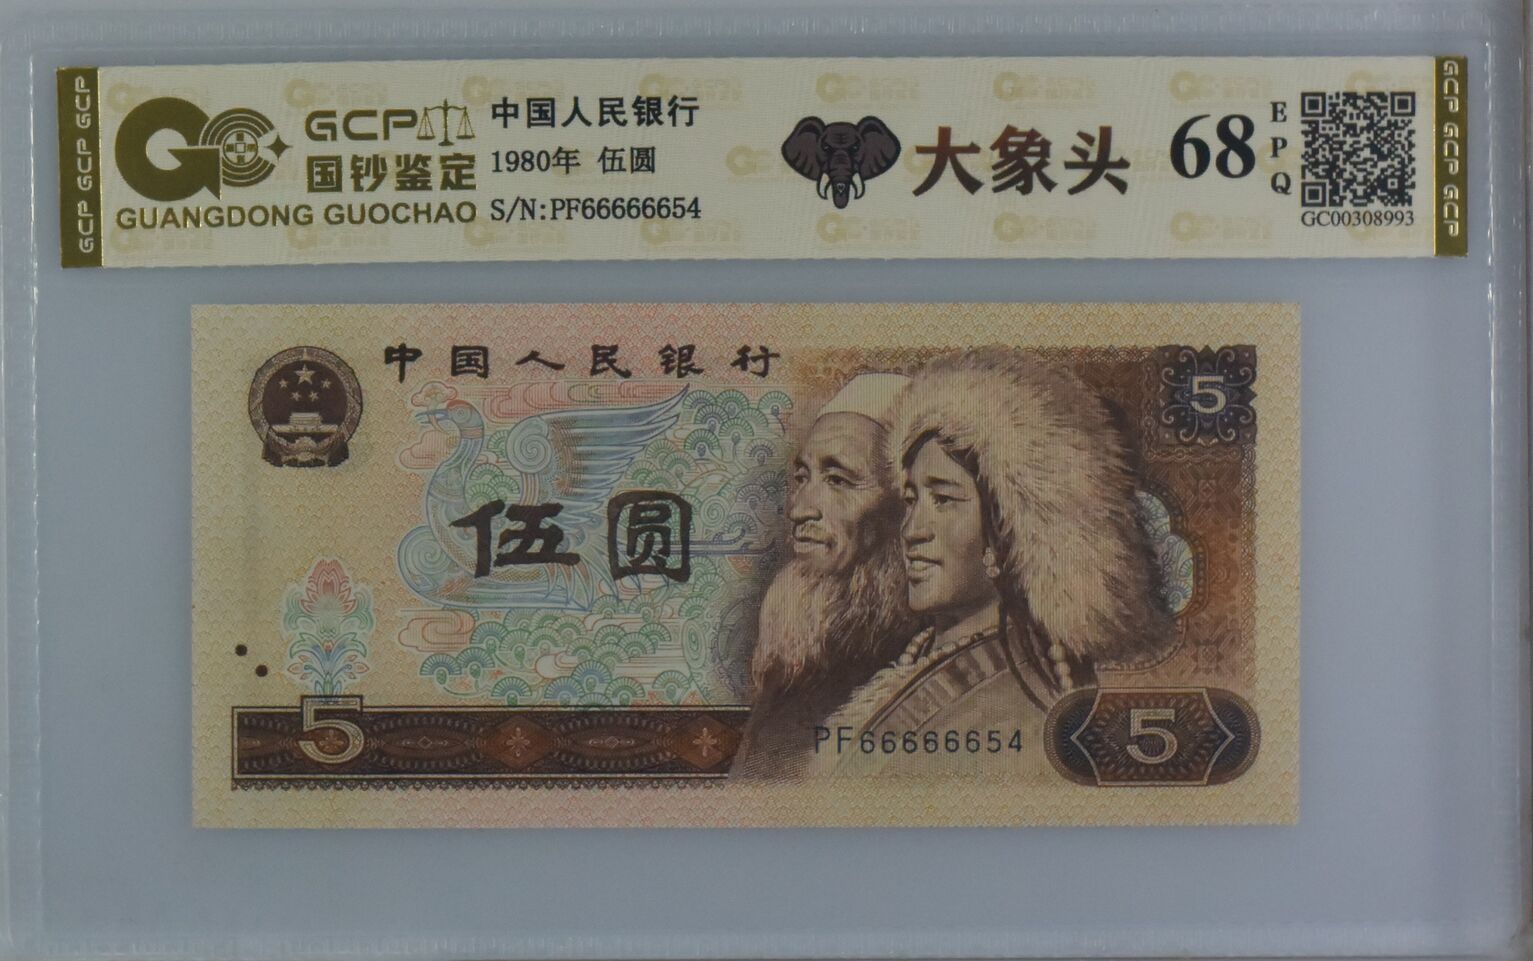 GCP GCP GCP
GCP
国钞鉴定
GUANGDONG GUOCHAO
中国人民银行
1980年 伍圆
S/N:PF66666654
大象头
68
EPQ
GC00308993
GCP GCP GCP
中国人民银行
5
伍圆
5
PF66666654
5